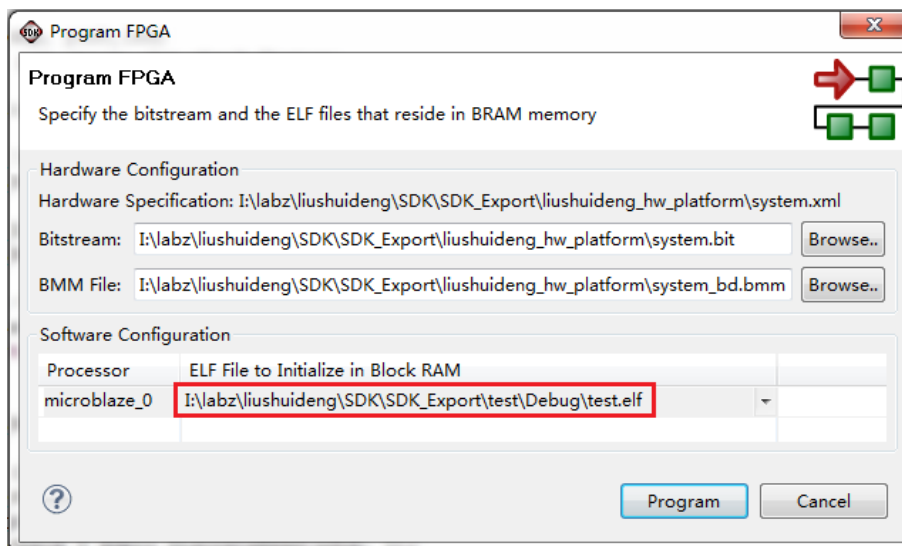 SDK Program FPGA
Program FPGA
Specify the bitstream and the ELF files that reside in BRAM memory
Hardware Configuration
Hardware Specification: I:\labz\liushuideng\SDK\SDK_Export\liushuideng_hw_platform\system.xml
Bitstream: I:\labz\liushuideng\SDK\SDK_Export\liushuideng_hw_platform\system.bit Browse..
BMM File: I:\labz\liushuideng\SDK\SDK_Export\liushuideng_hw_platform\system_bd.bmm Browse..
Software Configuration
Processor ELF File to Initialize in Block RAM
microblaze_0 I:\labz\liushuideng\SDK\SDK_Export\test\Debug\test.elf
? Program Cancel